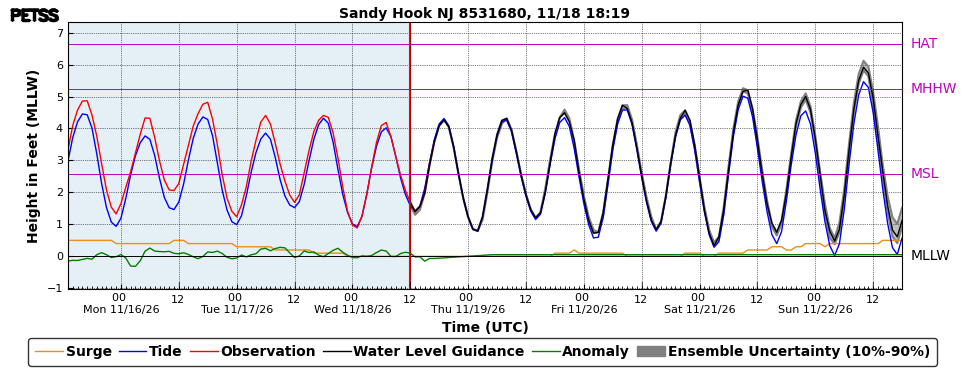 PETSS
Sandy Hook NJ 8531680, 11/18 18:19
Height in Feet (MLLW)
7
6
5
4
3
2
1
0
−1
HAT
MHHW
MSL
MLLW
00 12 00 12 00 12 00 12 00 12 00 12 00 12
Mon 11/16/26 Tue 11/17/26 Wed 11/18/26 Thu 11/19/26 Fri 11/20/26 Sat 11/21/26 Sun 11/22/26
Time (UTC)
Surge Tide Observation Water Level Guidance Anomaly Ensemble Uncertainty (10%-90%)